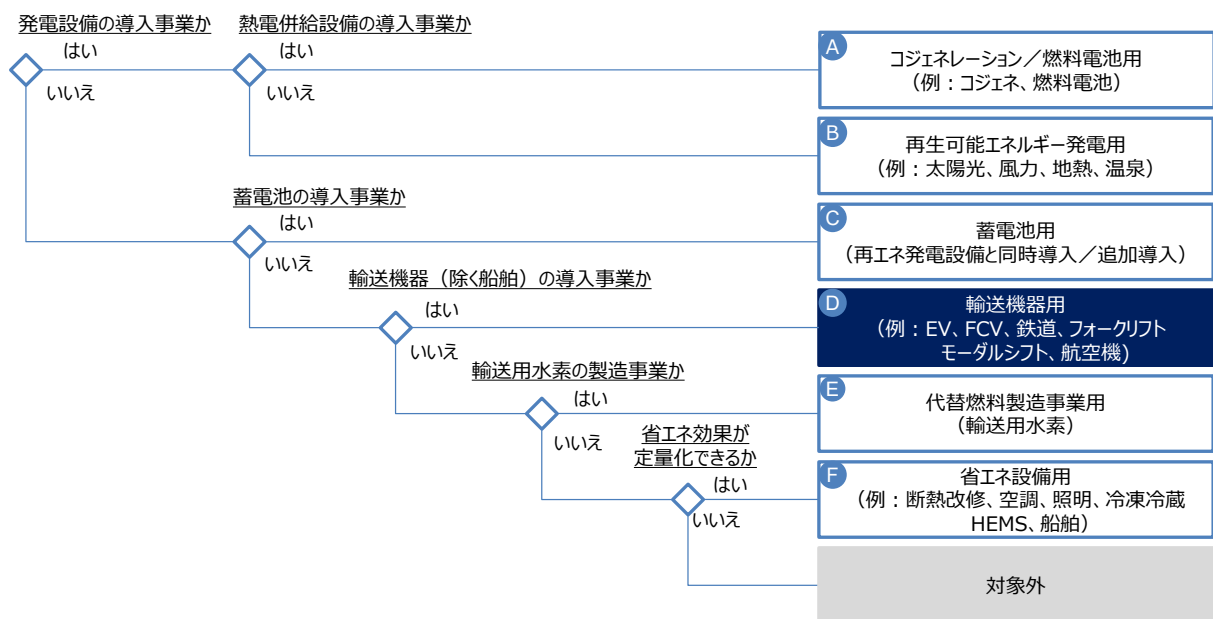 発電設備の導入事業か
はい
いいえ
熱電併給設備の導入事業か
はい
いいえ
A
コジェネレーション／燃料電池用
（例：コジェネ、燃料電池）
B
再生可能エネルギー発電用
（例：太陽光、風力、地熱、温泉）
蓄電池の導入事業か
はい
いいえ
C
蓄電池用
（再エネ発電設備と同時導入／追加導入）
輸送機器（除く船舶）の導入事業か
はい
いいえ
D
輸送機器用
（例：EV、FCV、鉄道、フォークリフト
モーダルシフト、航空機)
輸送用水素の製造事業か
はい
いいえ
E
代替燃料製造事業用
（輸送用水素）
省エネ効果が
定量化できるか
はい
いいえ
F
省エネ設備用
（例：断熱改修、空調、照明、冷凍冷蔵
HEMS、船舶）
対象外